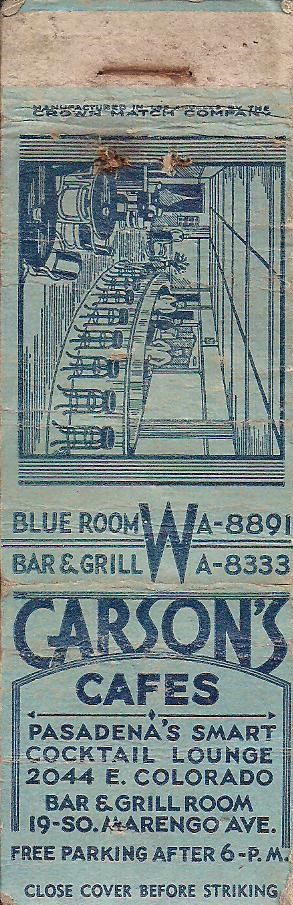 MANUFACTURED IN LOS ANGELES BY THE
CROWN MATCH COMPANY
BLUE ROOM WA-8891
BAR & GRILL WA-8333
CARSON'S
CAFES
PASADENA'S SMART
COCKTAIL LOUNGE
2044 E. COLORADO
BAR & GRILL ROOM
19-SO. MARENGO AVE.
FREE PARKING AFTER 6-P.M.
CLOSE COVER BEFORE STRIKING